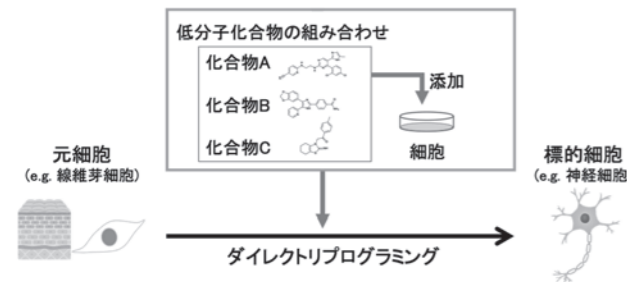 低分子化合物の組み合わせ
化合物A
化合物B
化合物C
添加
細胞
元細胞
(e.g. 線維芽細胞)
標的細胞
(e.g. 神経細胞
ダイレクトリプログラミング